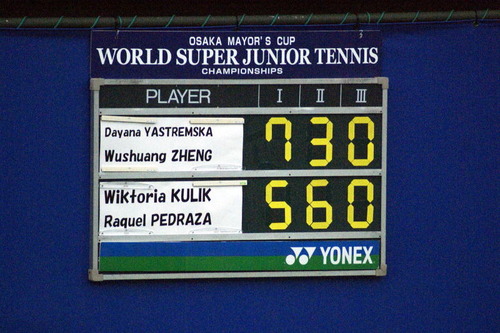 OSAKA MAYOR'S CUP
WORLD SUPER JUNIOR TENNIS
CHAMPIONSHIPS
PLAYER I II III
Dayana YASTREMSKA
Wushuang ZHENG
7 3 0
Wiktoria KULIK
Raquel PEDRAZA
5 6 0
YONEX